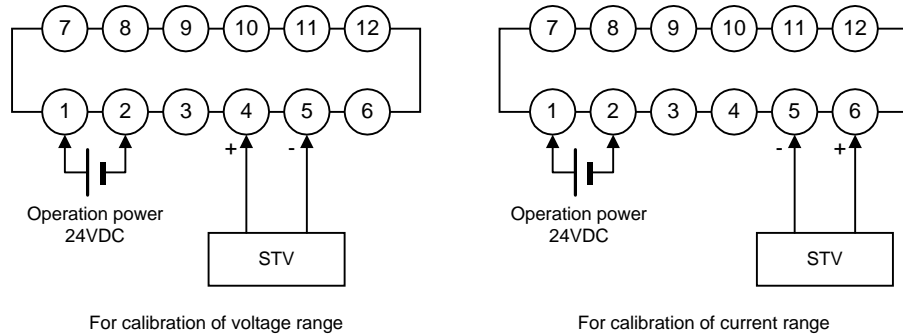 7 8 9 10 11 12
1 2 3 4 5 6
+ -
Operation power
24VDC
STV
For calibration of voltage range
7 8 9 10 11 12
1 2 3 4 5 6
- +
Operation power
24VDC
STV
For calibration of current range